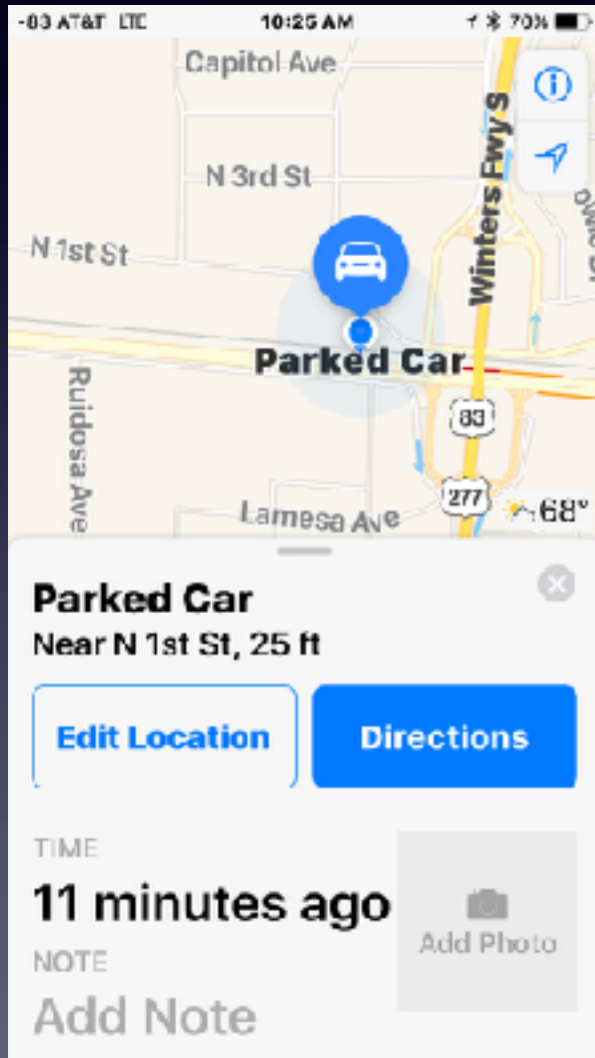 -83 AT&T LTE 10:25 AM 70%
Capitol Ave
N 3rd St
Winters Fwy S
N 1st St
Parked Car
Ruidosa Ave
83
277
68°
Lamesa Ave
Parked Car
Near N 1st St, 25 ft
Edit Location Directions
TIME
11 minutes ago
Add Photo
NOTE
Add Note